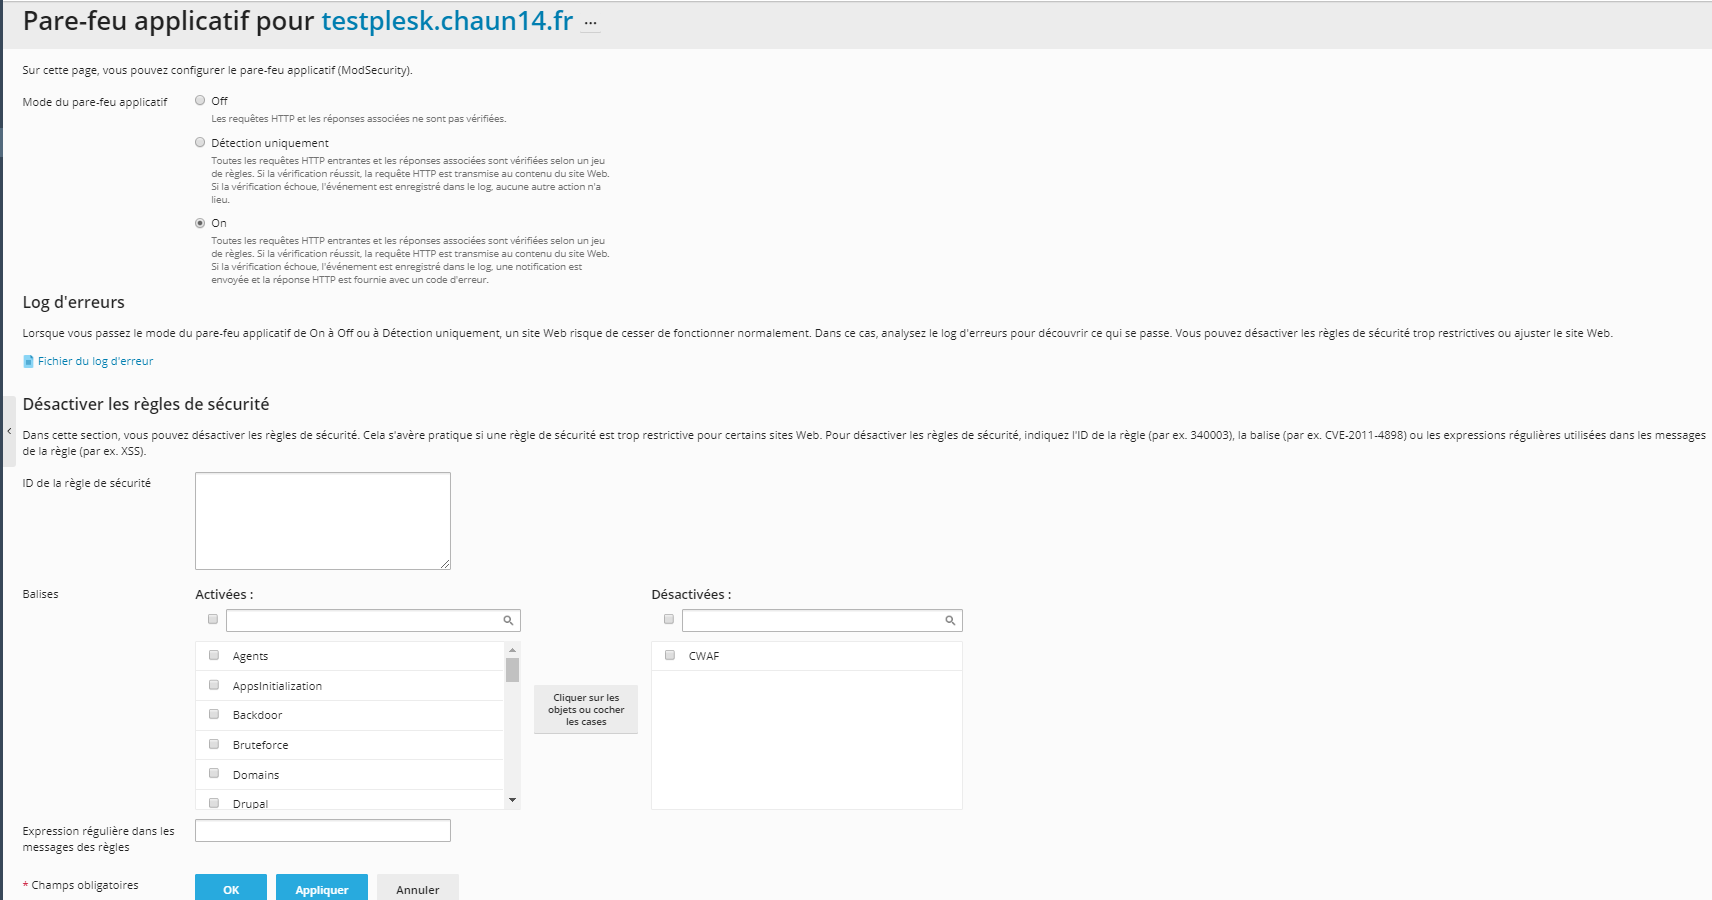 Pare-feu applicatif pour testplesk.chaun14.fr ...
Sur cette page, vous pouvez configurer le pare-feu applicatif (ModSecurity).
Mode du pare-feu applicatif
Off
Les requêtes HTTP et les réponses associées ne sont pas vérifiées.
Détection uniquement
Toutes les requêtes HTTP entrantes et les réponses associées sont vérifiées selon un jeu
de règles. Si la vérification réussit, la requête HTTP est transmise au contenu du site Web.
Si la vérification échoue, l'événement est enregistré dans le log, aucune autre action n'a
lieu.
On
Toutes les requêtes HTTP entrantes et les réponses associées sont vérifiées selon un jeu
de règles. Si la vérification réussit, la requête HTTP est transmise au contenu du site Web.
Si la vérification échoue, l'événement est enregistré dans le log, une notification est
envoyée et la réponse HTTP est fournie avec un code d'erreur.
Log d'erreurs
Lorsque vous passez le mode du pare-feu applicatif de On à Off ou à Détection uniquement, un site Web risque de cesser de fonctionner normalement. Dans ce cas, analysez le log d'erreurs pour découvrir ce qui se passe. Vous pouvez désactiver les règles de sécurité trop restrictives ou ajuster le site Web.
Fichier du log d'erreur
Désactiver les règles de sécurité
Dans cette section, vous pouvez désactiver les règles de sécurité. Cela s'avère pratique si une règle de sécurité est trop restrictive pour certains sites Web. Pour désactiver les règles de sécurité, indiquez l'ID de la règle (par ex. 340003), la balise (par ex. CVE-2011-4898) ou les expressions régulières utilisées dans les messages
de la règle (par ex. XSS).
ID de la règle de sécurité
Balises
Activées :
Agents
AppsInitialization
Backdoor
Bruteforce
Domains
Drupal
Cliquer sur les
objets ou cocher
les cases
Désactivées :
CWAF
Expression régulière dans les
messages des règles
* Champs obligatoires
OK
Appliquer
Annuler